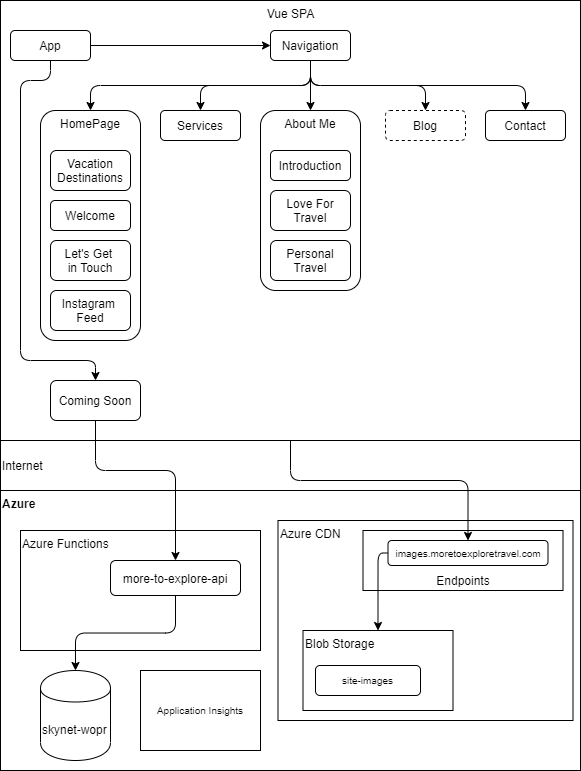 Vue SPA
App
Navigation
HomePage
Services
About Me
Blog
Contact
Vacation
Destinations
Welcome
Let's Get
in Touch
Instagram
Feed
Introduction
Love For
Travel
Personal
Travel
Coming Soon
Internet
Azure
Azure Functions
more-to-explore-api
skynet-wopr
Application Insights
Azure CDN
images.moretoexploretravel.com
Endpoints
Blob Storage
site-images